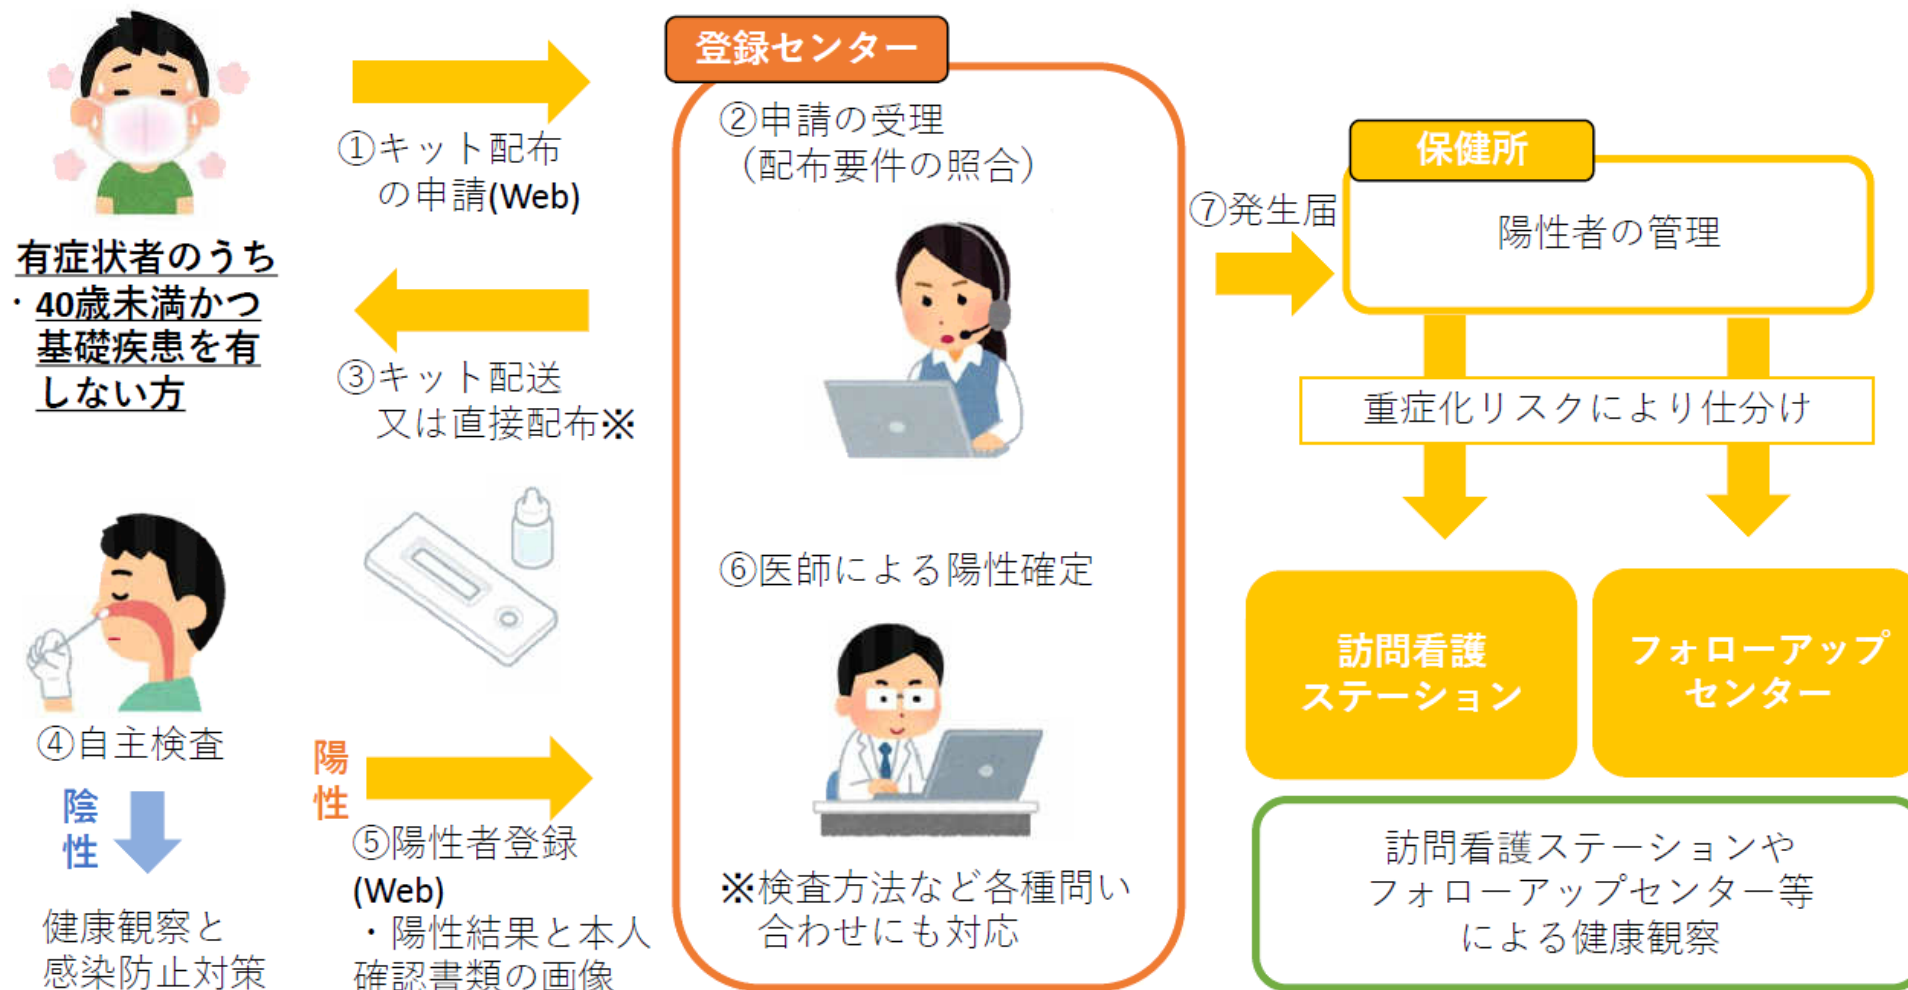 登録センター
①キット配布
の申請(Web)
②申請の受理
（配布要件の照合）
有症状者のうち
・40歳未満かつ
基礎疾患を有
しない方
③キット配送
又は直接配布※
④自主検査
陰性
健康観察と
感染防止対策
陽性
⑤陽性者登録
(Web)
・陽性結果と本人
確認書類の画像
⑥医師による陽性確定
※検査方法など各種問い
合わせにも対応
⑦発生届
保健所
陽性者の管理
重症化リスクにより仕分け
訪問看護
ステーション
フォローアップ
センター
訪問看護ステーションや
フォローアップセンター等
による健康観察